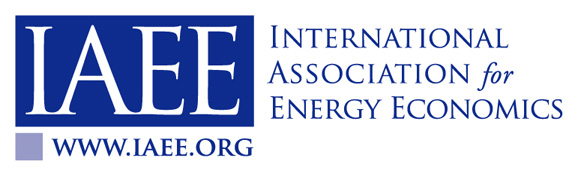 IAEE
INTERNATIONAL
ASSOCIATION for
ENERGY ECONOMICS
WWW.IAEE.ORG